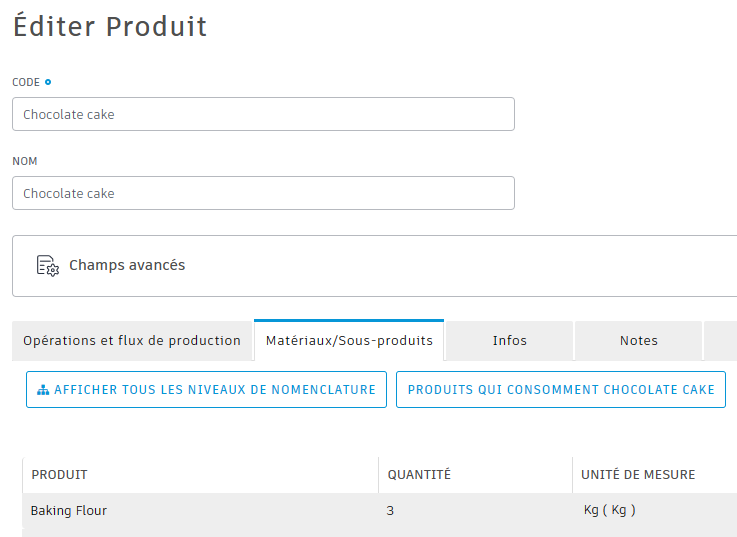 Éditer Produit
CODE
Chocolate cake
NOM
Chocolate cake
Champs avancés
Opérations et flux de production Matériaux/Sous-produits Infos Notes
AFFICHER TOUS LES NIVEAUX DE NOMENCLATURE PRODUITS QUI CONSOMMENT CHOCOLATE CAKE
PRODUIT QUANTITÉ UNITÉ DE MESURE
Baking Flour 3 Kg ( Kg )